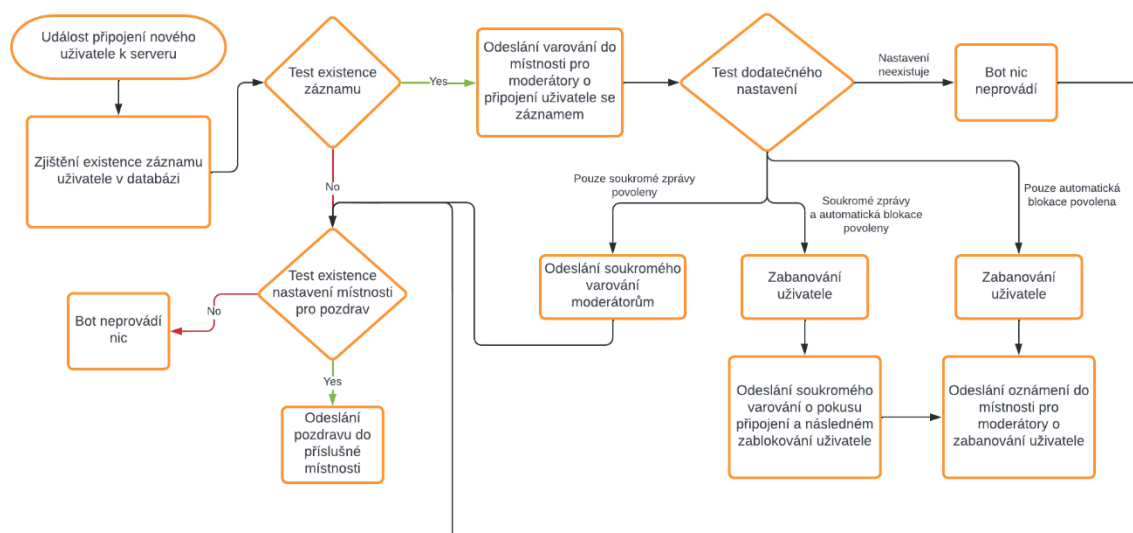 Událost připojení nového
uživatele k serveru
Zjištění existence záznamu
uživatele v databázi
Test existence
záznamu
Yes
No
Odeslání varování do
místnosti pro
moderátory o
připojení uživatele se
záznamem
Test dodatečného
nastavení
Nastavení
neexistuje
Bot nic
neprovádí
Pouze soukromé zprávy
povoleny
Soukromé zprávy
a automatická blokace
povoleny
Pouze automatická
blokace povolena
Test existence
nastavení místnosti
pro pozdrav
No
Bot neprovádí
nic
Yes
Odeslání
pozdravu do
příslušné
místnosti
Odeslání soukromého
varování
moderátorům
Zabanování
uživatele
Zabanování
uživatele
Odeslání soukromého
varování o pokusu
připojení a následném
zablokování uživatele
Odeslání oznámení do
místnosti pro
moderátory o
zabanování uživatele